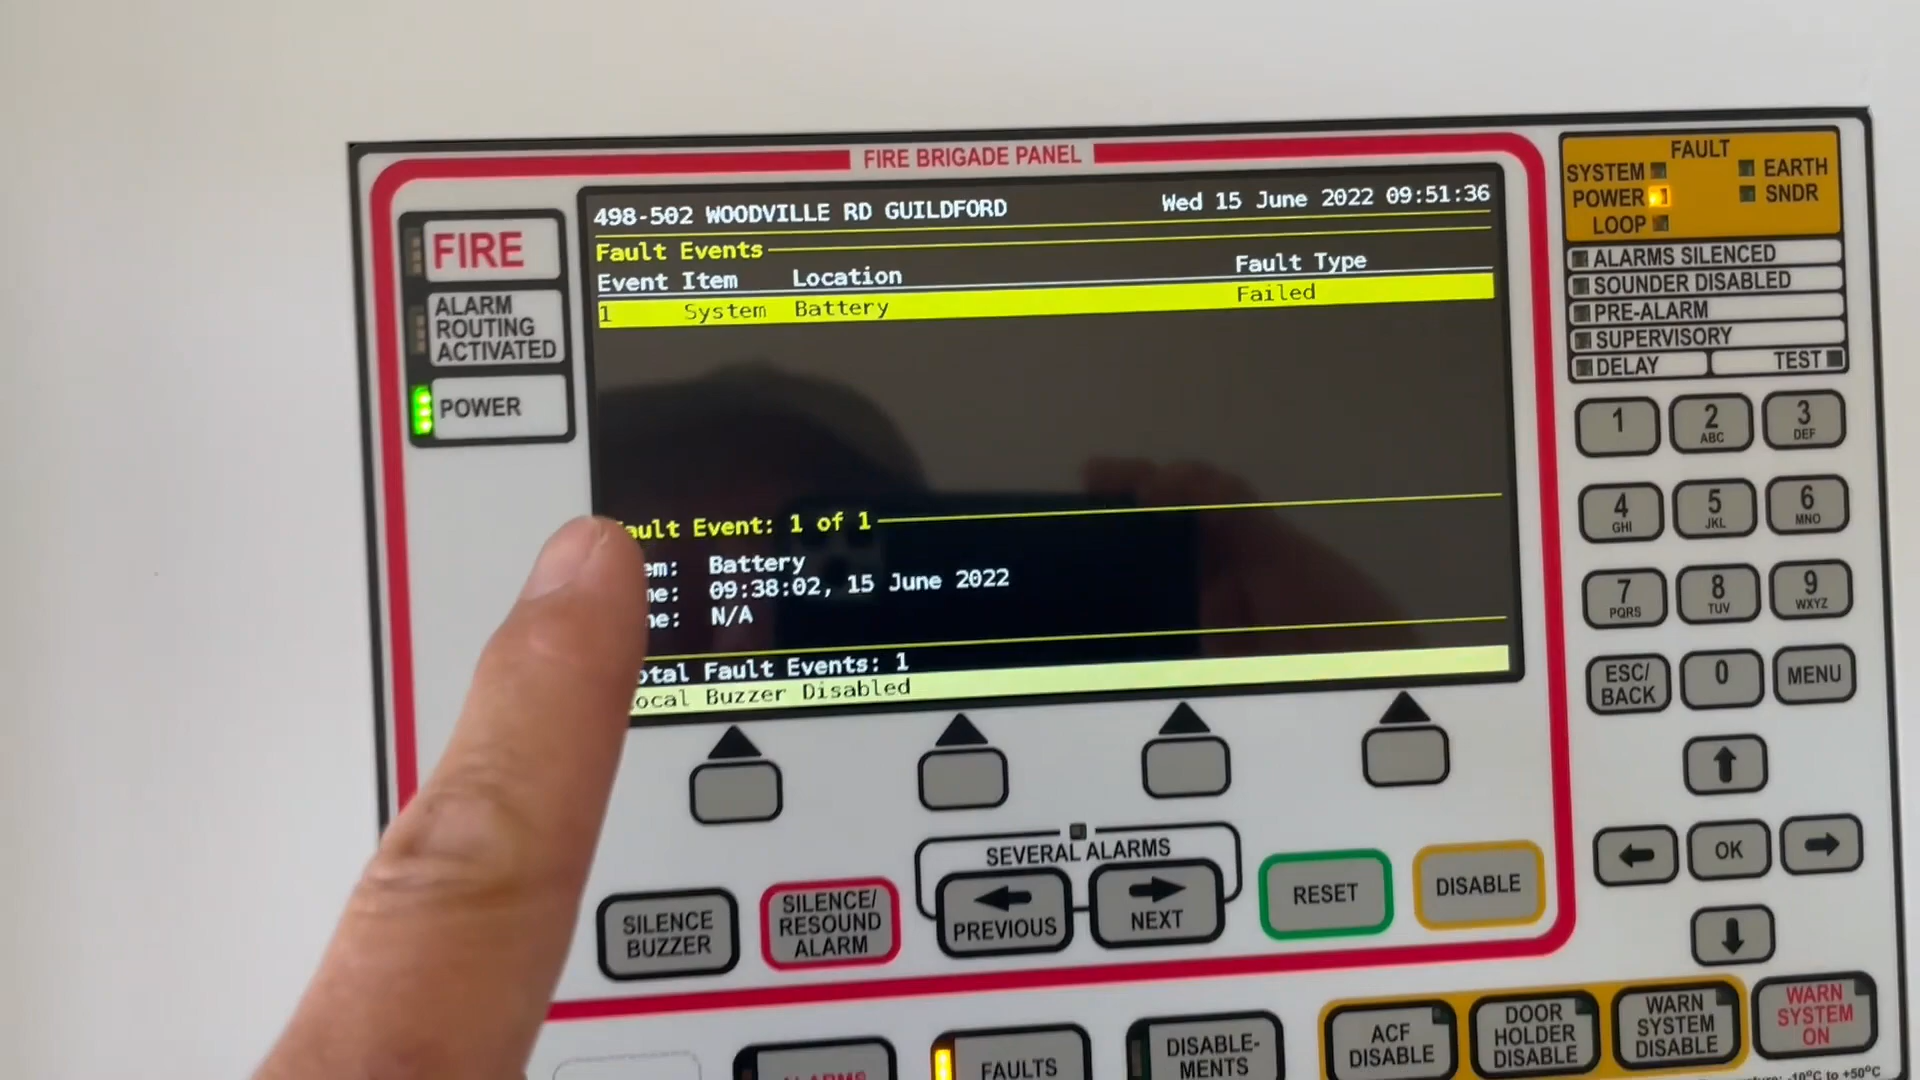 FIRE BRIGADE PANEL
498-502 WOODVILLE RD GUILDFORD
Wed 15 June 2022 09:51:36
Fault Events
Event Item Location Fault Type
1 System Battery Failed
ault Event: 1 of 1
em: Battery
me: 09:38:02, 15 June 2022
ne: N/A
otal Fault Events: 1
ocal Buzzer Disabled
FIRE
ALARM
ROUTING
ACTIVATED
POWER
FAULT
SYSTEM EARTH
POWER SNDR
LOOP
ALARMS SILENCED
SOUNDER DISABLED
PRE-ALARM
SUPERVISORY
DELAY TEST
1
2 ABC
3 DEF
4 GHI
5 JKL
6 MNO
7 PQRS
8 TUV
9 WXYZ
ESC/
BACK
0
MENU
OK
SEVERAL ALARMS
PREVIOUS
NEXT
SILENCE
BUZZER
SILENCE/
RESOUND
ALARM
RESET
DISABLE
ALARMS
FAULTS
DISABLE-
MENTS
ACF
DISABLE
DOOR
HOLDER
DISABLE
WARN
SYSTEM
DISABLE
WARN
SYSTEM
ON
-10°C to +50°C